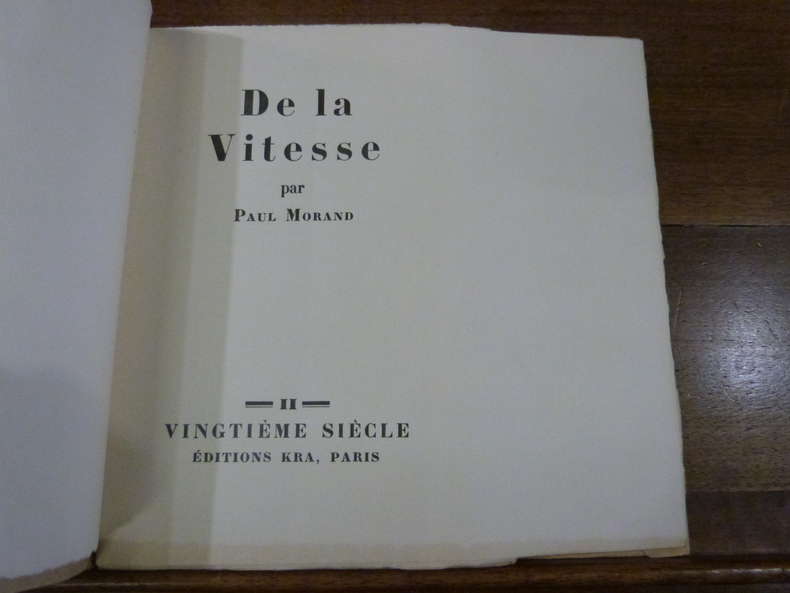 De la
Vitesse
par
PAUL MORAND
II
VINGTIÈME SIÈCLE
ÉDITIONS KRA, PARIS